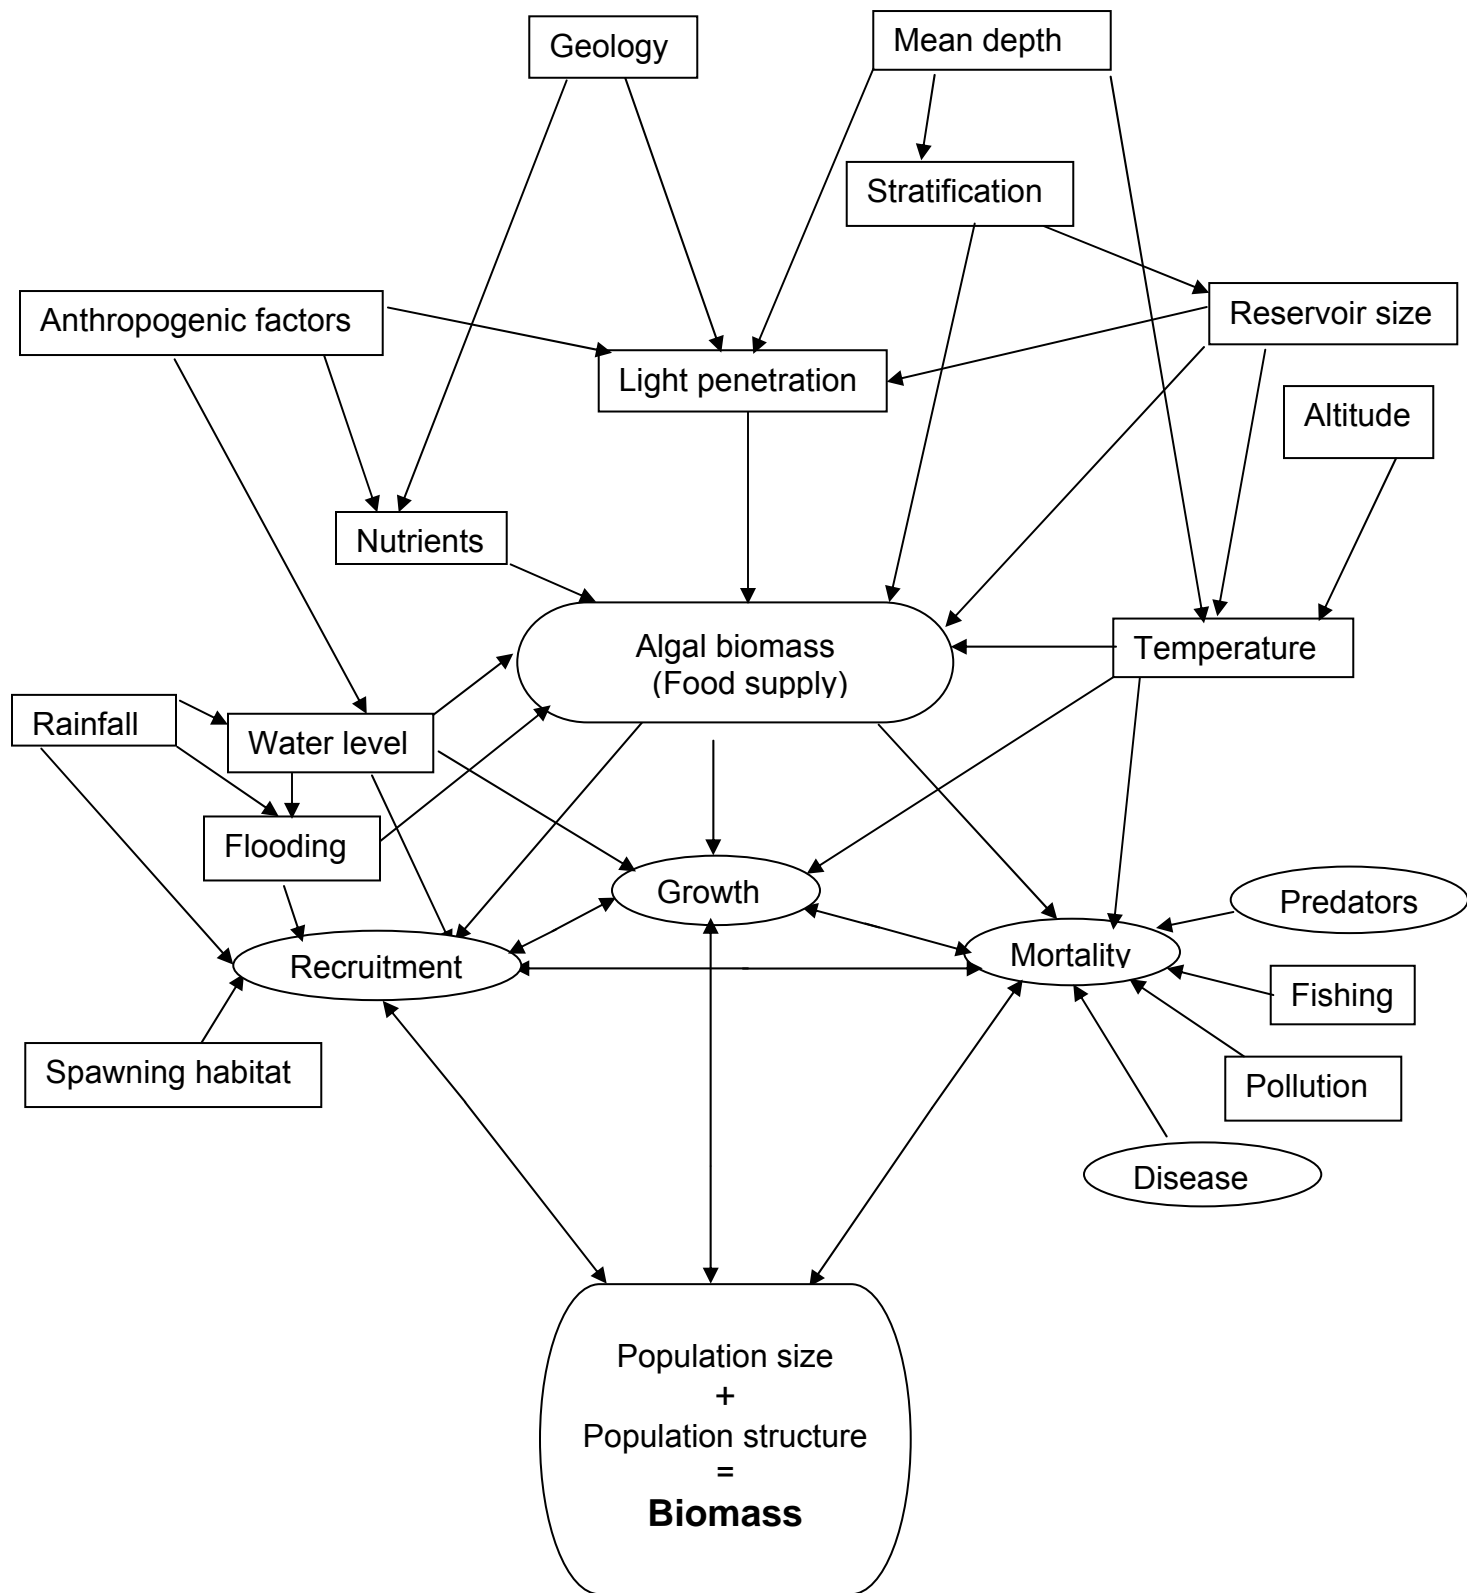 Geology
Mean depth
Stratification
Anthropogenic factors
Reservoir size
Light penetration
Altitude
Nutrients
Algal biomass
(Food supply)
Temperature
Rainfall
Water level
Flooding
Growth
Predators
Recruitment
Mortality
Fishing
Spawning habitat
Pollution
Disease
Population size
+
Population structure
=
Biomass